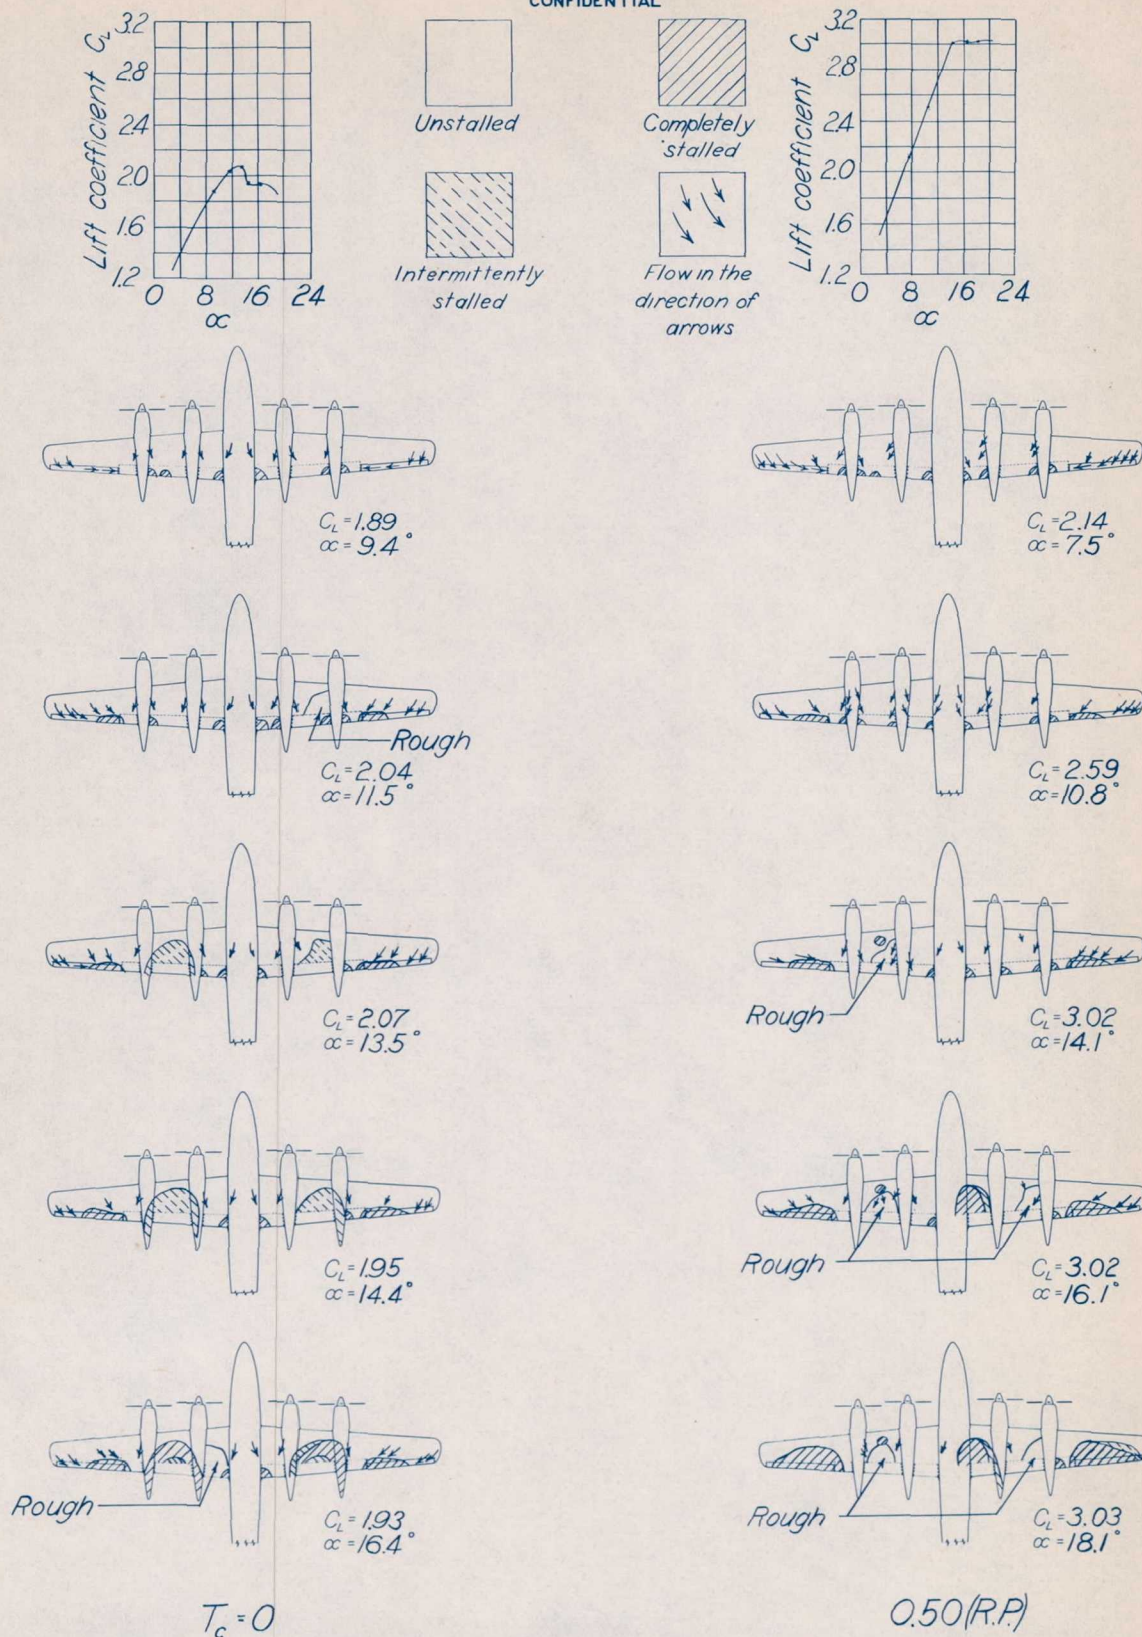 CONFIDENTIAL
Lift coefficient C_L
3.2
2.8
2.4
2.0
1.6
1.2
0 8 16 24
α
Unstalled
Completely stalled
Intermittently stalled
Flow in the direction of arrows
Lift coefficient C_L
3.2
2.8
2.4
2.0
1.6
1.2
0 8 16 24
α
C_L = 1.89
α = 9.4°
C_L = 2.14
α = 7.5°
Rough
C_L = 2.04
α = 11.5°
C_L = 2.59
α = 10.8°
C_L = 2.07
α = 13.5°
Rough
C_L = 3.02
α = 14.1°
C_L = 1.95
α = 14.4°
Rough
C_L = 3.02
α = 16.1°
Rough
C_L = 1.93
α = 16.4°
Rough
C_L = 3.03
α = 18.1°
T_c = 0
0.50(R.P.)